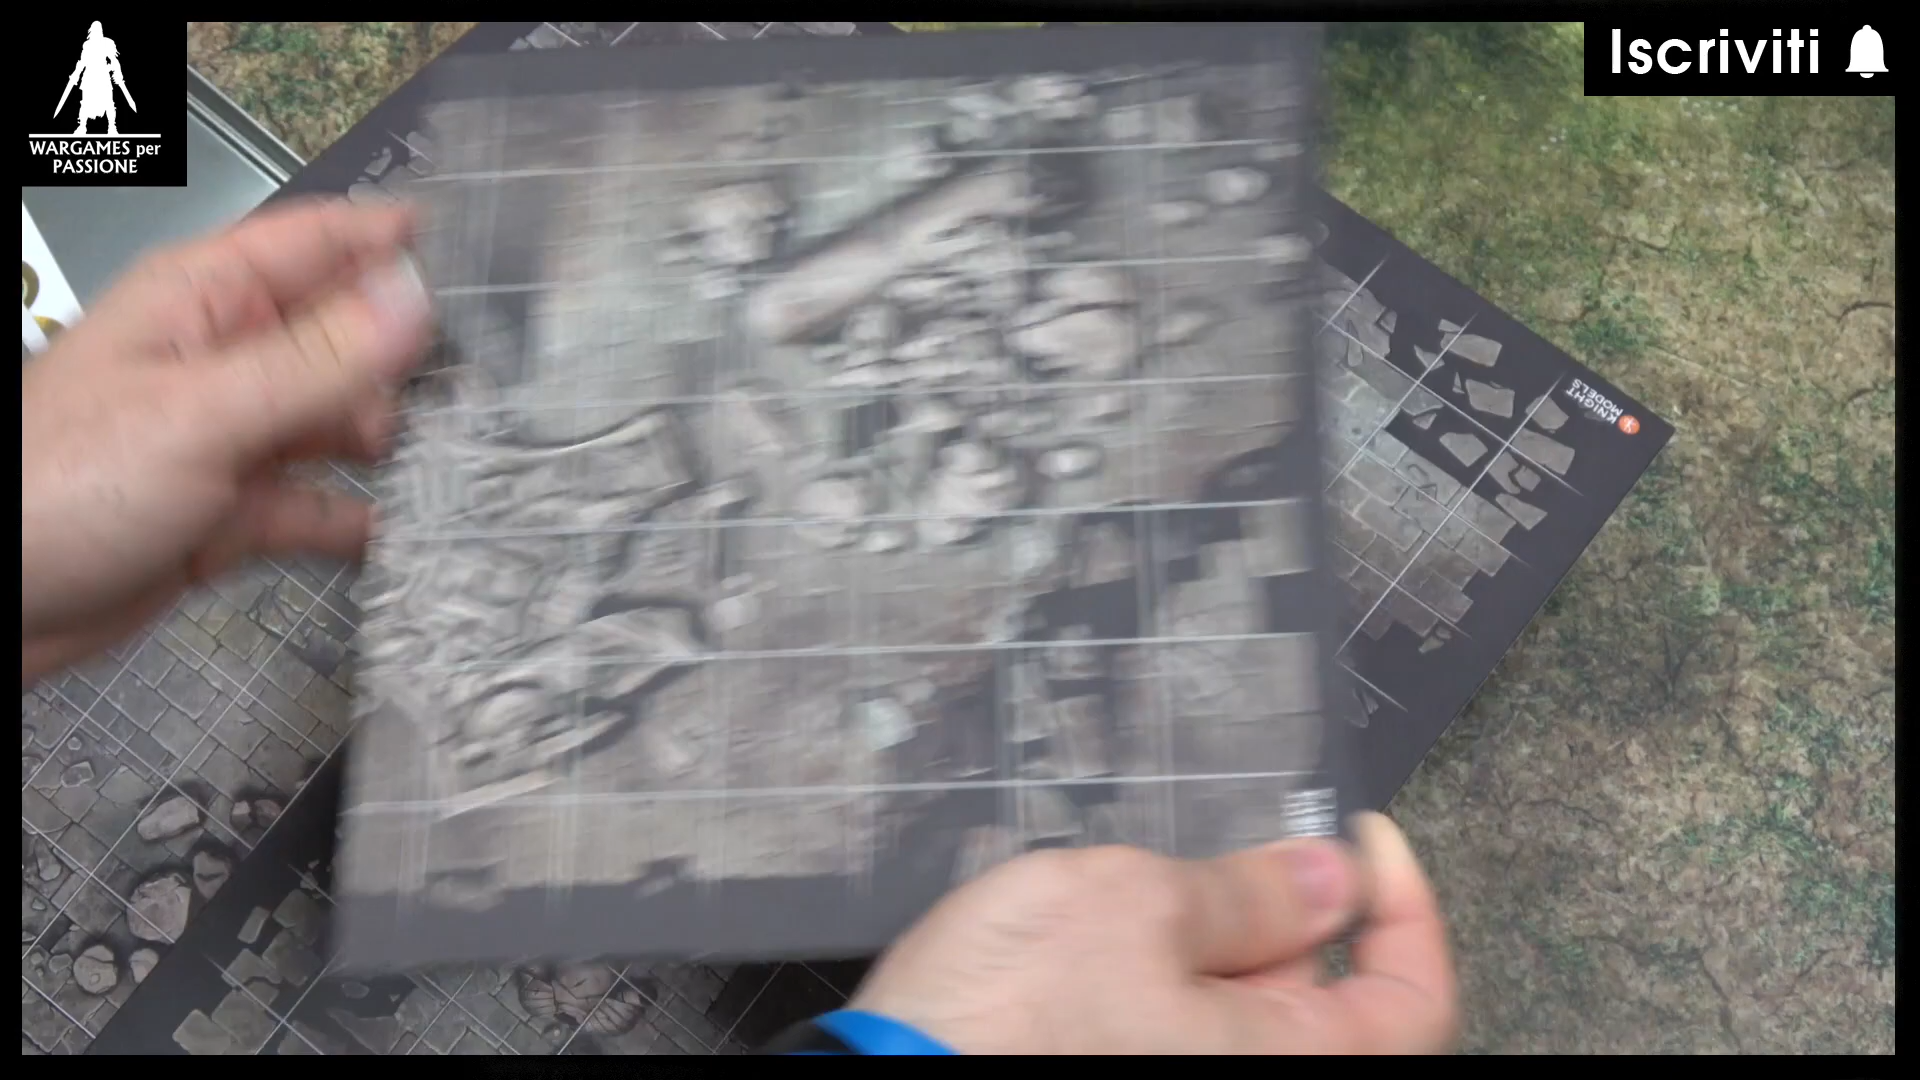 WARGAMES per
PASSIONE
Iscriviti
KNIGHT
MODELS